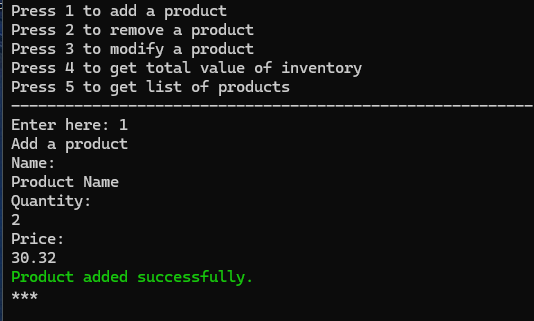 Press 1 to add a product
Press 2 to remove a product
Press 3 to modify a product
Press 4 to get total value of inventory
Press 5 to get list of products
----------------------------------------------------------
Enter here: 1
Add a product
Name:
Product Name
Quantity:
2
Price:
30.32
Product added successfully.
***